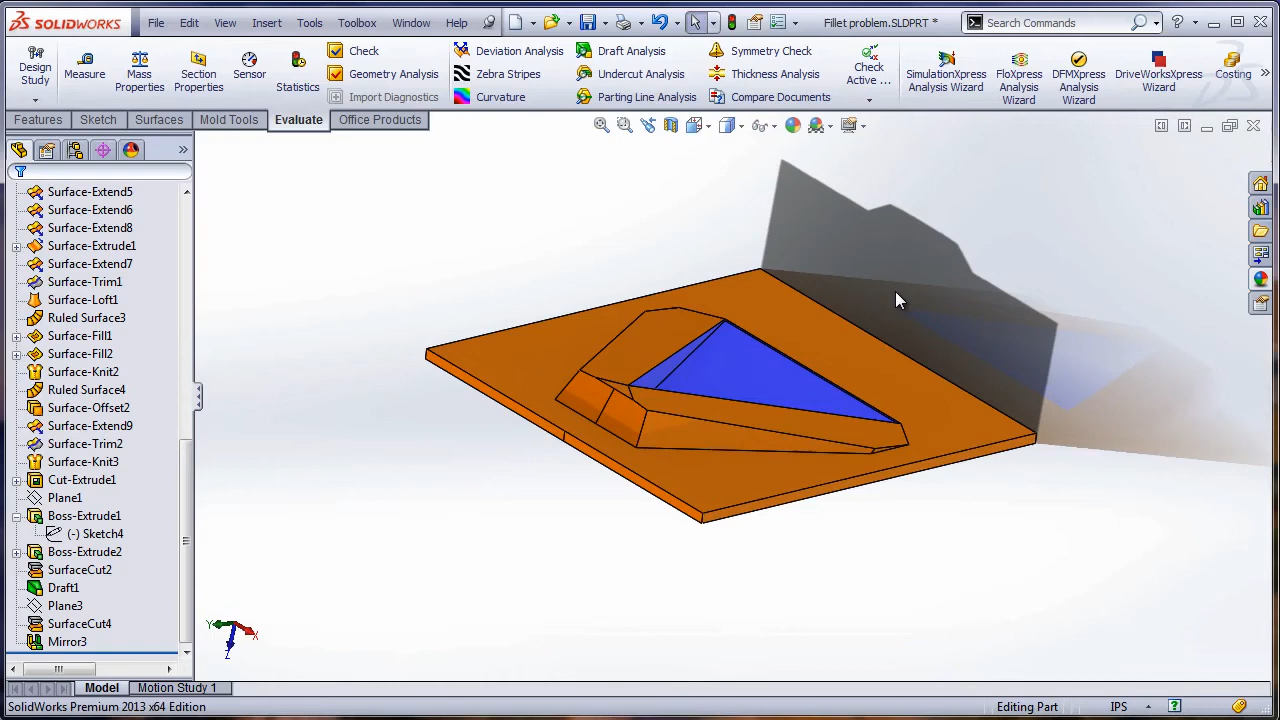 SOLIDWORKS File Edit View Insert Tools Toolbox Window Help Fillet problem.SLDPRT * Search Commands
Design Study
Measure
Mass Properties
Section Properties
Sensor
Statistics
Check
Geometry Analysis
Import Diagnostics
Deviation Analysis
Zebra Stripes
Curvature
Draft Analysis
Undercut Analysis
Parting Line Analysis
Symmetry Check
Thickness Analysis
Compare Documents
Check Active ...
SimulationXpress Analysis Wizard
FloXpress Analysis Wizard
DFMXpress Analysis Wizard
DriveWorksXpress Wizard
Costing
Features Sketch Surfaces Mold Tools Evaluate Office Products
Surface-Extend5
Surface-Extend6
Surface-Extend8
Surface-Extrude1
Surface-Extend7
Surface-Trim1
Surface-Loft1
Ruled Surface3
Surface-Fill1
Surface-Fill2
Surface-Knit2
Ruled Surface4
Surface-Offset2
Surface-Extend9
Surface-Trim2
Surface-Knit3
Cut-Extrude1
Plane1
Boss-Extrude1
(-) Sketch4
Boss-Extrude2
SurfaceCut2
Draft1
Plane3
SurfaceCut4
Mirror3
Y X
Z
Model Motion Study 1
SolidWorks Premium 2013 x64 Edition Editing Part IPS